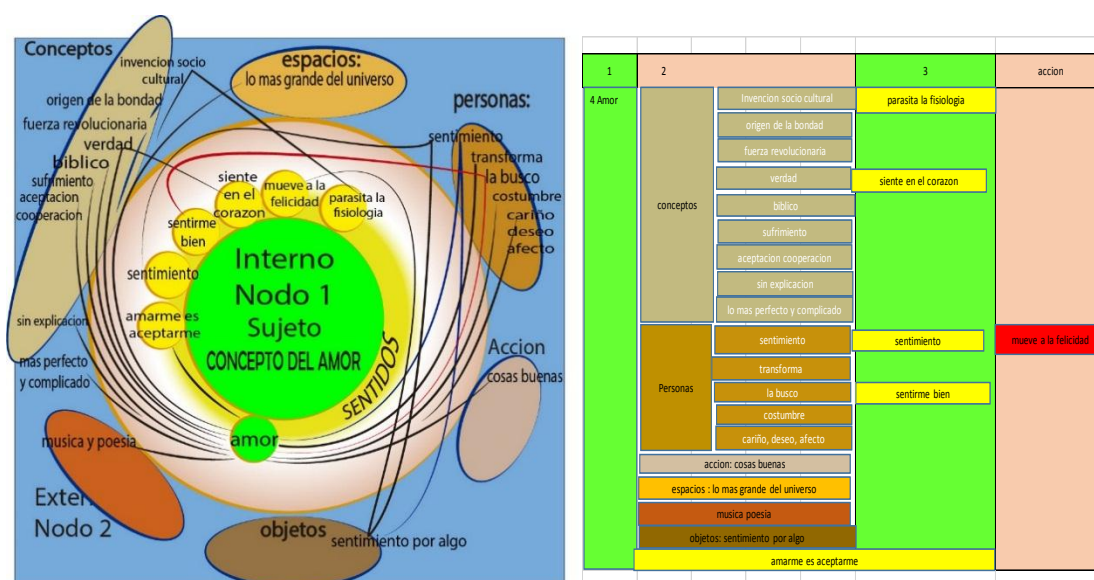 Conceptos
invencion socio
cultural
origen de la bondad
fuerza revolucionaria
verdad
biblico
sufrimiento
aceptacion
cooperacion
sin explicacion
mas perfecto
y complicado
espacios:
lo mas grande del universo
personas:
sentimiento
transforma
la busco
costumbre
cariño
deseo
afecto
siente
en el
corazon
mueve a la
felicidad
parasita la
fisiologia
sentirme
bien
sentimiento
amarme es
aceptarme
Interno
Nodo 1
Sujeto
CONCEPTO DEL AMOR
SENTIDOS
amor
Accion
cosas buenas
musica y poesia
Exter
Nodo 2
objetos
sentimiento por algo
1 2 3 accion
4 Amor
conceptos
Invencion socio cultural
parasita la fisiologia
origen de la bondad
fuerza revolucionaria
verdad
siente en el corazon
biblico
sufrimiento
aceptacion cooperacion
sin explicacion
lo mas perfecto y complicado
Personas
sentimiento
sentimiento
mueve a la felicidad
transforma
la busco
sentirme bien
costumbre
cariño, deseo, afecto
accion: cosas buenas
espacios : lo mas grande del universo
musica poesia
objetos: sentimiento por algo
amarme es aceptarme